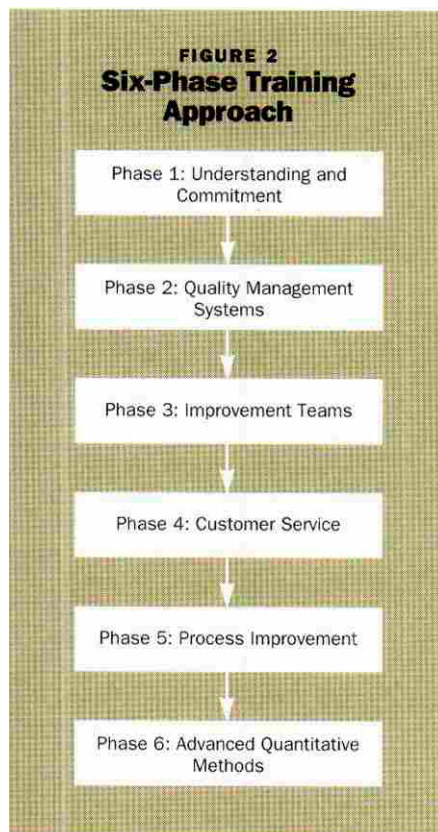 FIGURE 2
Six-Phase Training
Approach
Phase 1: Understanding and
Commitment
Phase 2: Quality Management
Systems
Phase 3: Improvement Teams
Phase 4: Customer Service
Phase 5: Process Improvement
Phase 6: Advanced Quantitative
Methods